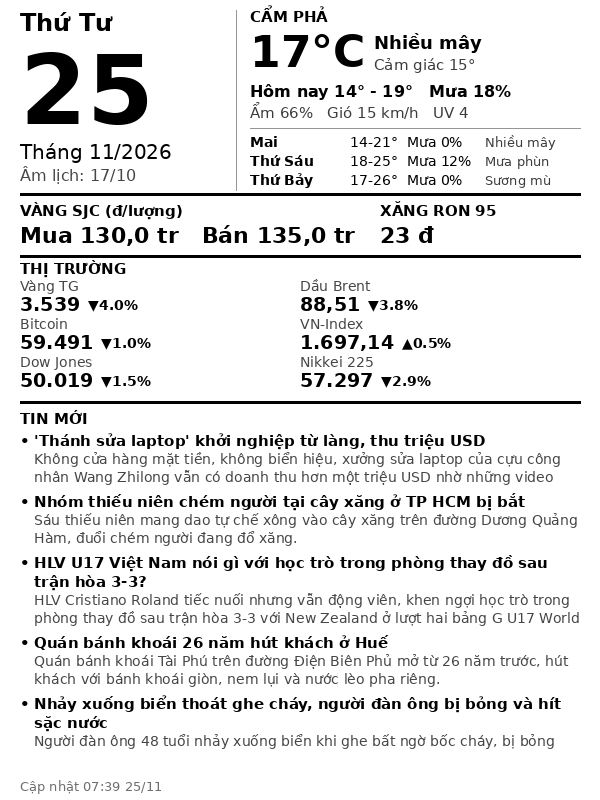 Thứ Tư
25
Tháng 11/2026
Âm lịch: 17/10
CẨM PHẢ
17°C Nhiều mây
Cảm giác 15°
Hôm nay 14° - 19° Mưa 18%
Ẩm 66% Gió 15 km/h UV 4
Mai 14-21° Mưa 0% Nhiều mây
Thứ Sáu 18-25° Mưa 12% Mưa phùn
Thứ Bảy 17-26° Mưa 0% Sương mù
VÀNG SJC (đ/lượng)
Mua 130,0 tr Bán 135,0 tr
XĂNG RON 95
23 đ
THỊ TRƯỜNG
Vàng TG
3.539 ▼4.0%
Dầu Brent
88,51 ▼3.8%
Bitcoin
59.491 ▼1.0%
VN-Index
1.697,14 ▲0.5%
Dow Jones
50.019 ▼1.5%
Nikkei 225
57.297 ▼2.9%
TIN MỚI
• 'Thánh sửa laptop' khởi nghiệp từ làng, thu triệu USD
Không cửa hàng mặt tiền, không biển hiệu, xưởng sửa laptop của cựu công
nhân Wang Zhilong vẫn có doanh thu hơn một triệu USD nhờ những video
• Nhóm thiếu niên chém người tại cây xăng ở TP HCM bị bắt
Sáu thiếu niên mang dao tự chế xông vào cây xăng trên đường Dương Quảng
Hàm, đuổi chém người đang đổ xăng.
• HLV U17 Việt Nam nói gì với học trò trong phòng thay đồ sau
trận hòa 3-3?
HLV Cristiano Roland tiếc nuối nhưng vẫn động viên, khen ngợi học trò trong
phòng thay đồ sau trận hòa 3-3 với New Zealand ở lượt hai bảng G U17 World
• Quán bánh khoái 26 năm hút khách ở Huế
Quán bánh khoái Tài Phú trên đường Điện Biên Phủ mở từ 26 năm trước, hút
khách với bánh khoái giòn, nem lụi và nước lèo pha riêng.
• Nhảy xuống biển thoát ghe cháy, người đàn ông bị bỏng và hít
sặc nước
Người đàn ông 48 tuổi nhảy xuống biển khi ghe bất ngờ bốc cháy, bị bỏng
Cập nhật 07:39 25/11